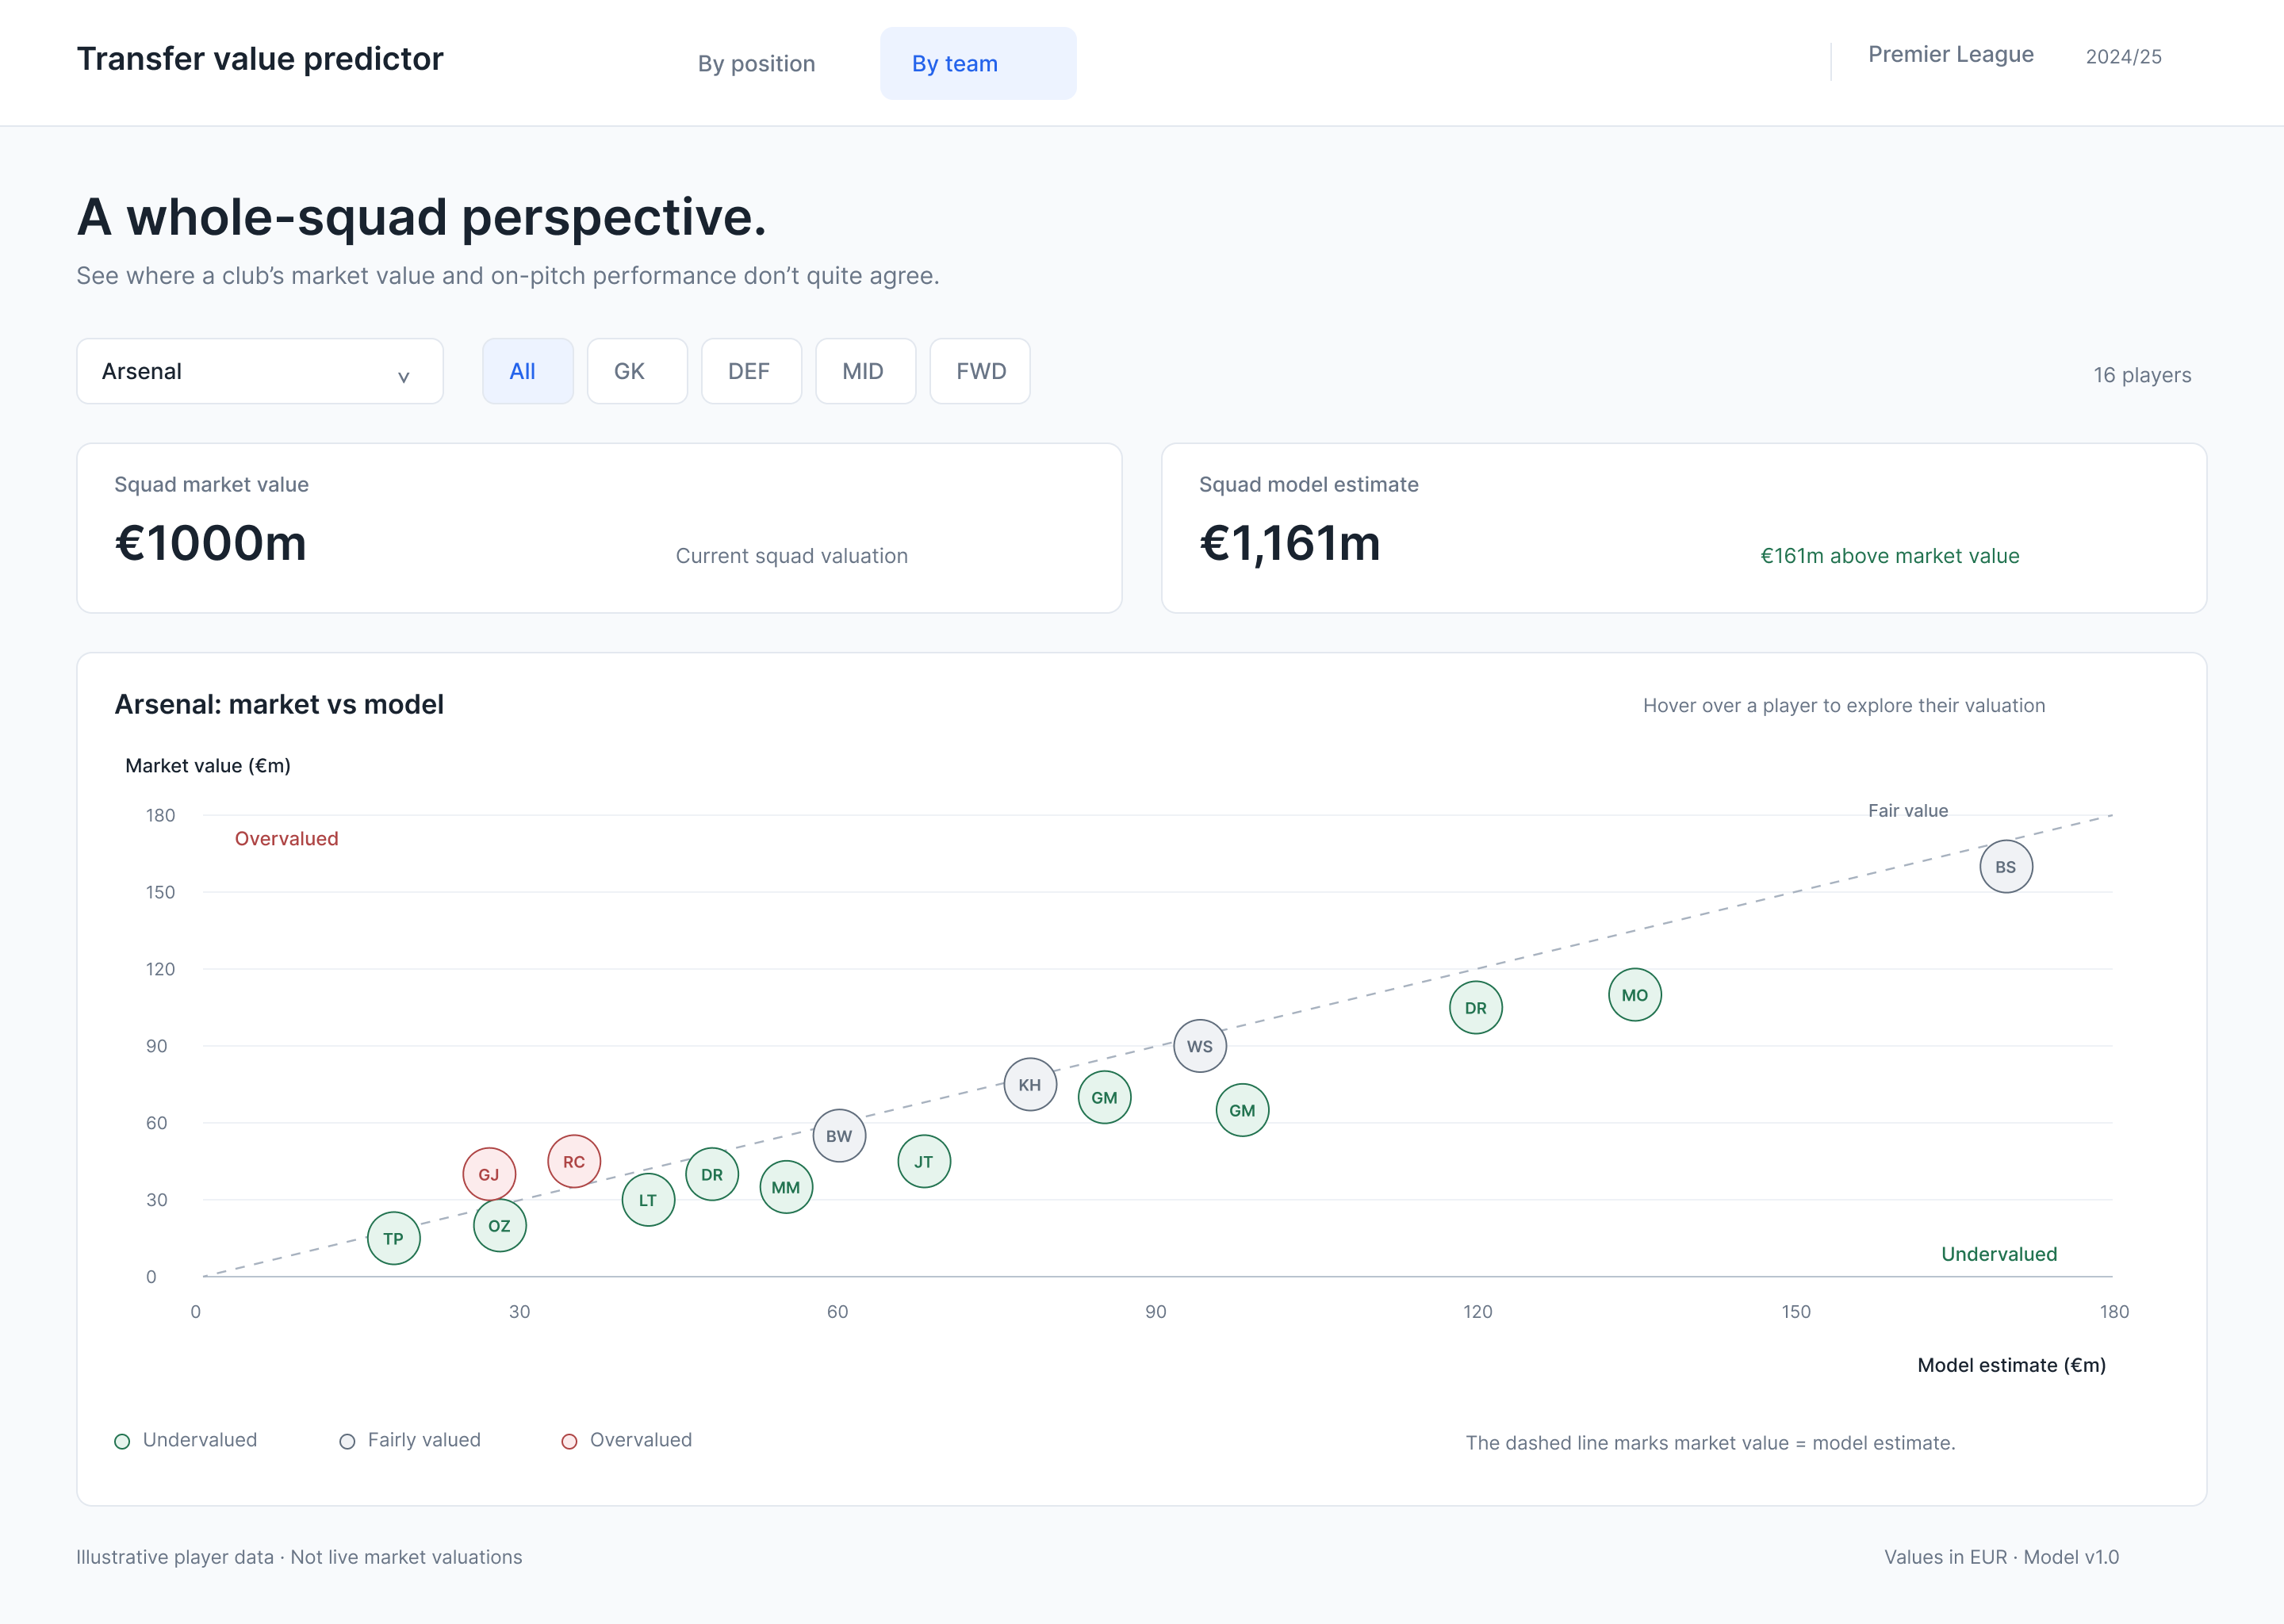 Transfer value predictor
By position
By team
Premier League
2024/25
A whole-squad perspective.
See where a club’s market value and on-pitch performance don’t quite agree.
Arsenal
All
GK
DEF
MID
FWD
16 players
Squad market value
€1000m
Current squad valuation
Squad model estimate
€1,161m
€161m above market value
Arsenal: market vs model
Hover over a player to explore their valuation
Market value (€m)
180
Fair value
Overvalued
BS
150
120
MO
DR
90
WS
KH
GM
GM
60
BW
RC
JT
GJ
DR
MM
30
LT
OZ
TP
Undervalued
0
0
30
60
90
120
150
180
Model estimate (€m)
Undervalued
Fairly valued
Overvalued
The dashed line marks market value = model estimate.
Illustrative player data · Not live market valuations
Values in EUR · Model v1.0